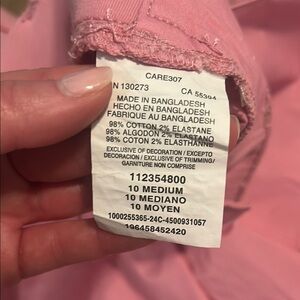 CARE307
RN 130273 CA 55394
MADE IN BANGLADESH
HECHO EN BANGLADESH
FABRIQUE AU BANGLADESH
98% COTTON 2% ELASTANE
98% ALGODON 2% ELASTANO
98% COTON 2% ELASTHANNE
EXCLUSIVE OF DECORATION / EXCEPTO
DECORACION / EXCLUSIVE OF TRIMMING/
GARNITURE NON COMPRISE
112354800
10 MEDIUM
10 MEDIANO
10 MOYEN
1000255365-24C-4500931057
196458452420